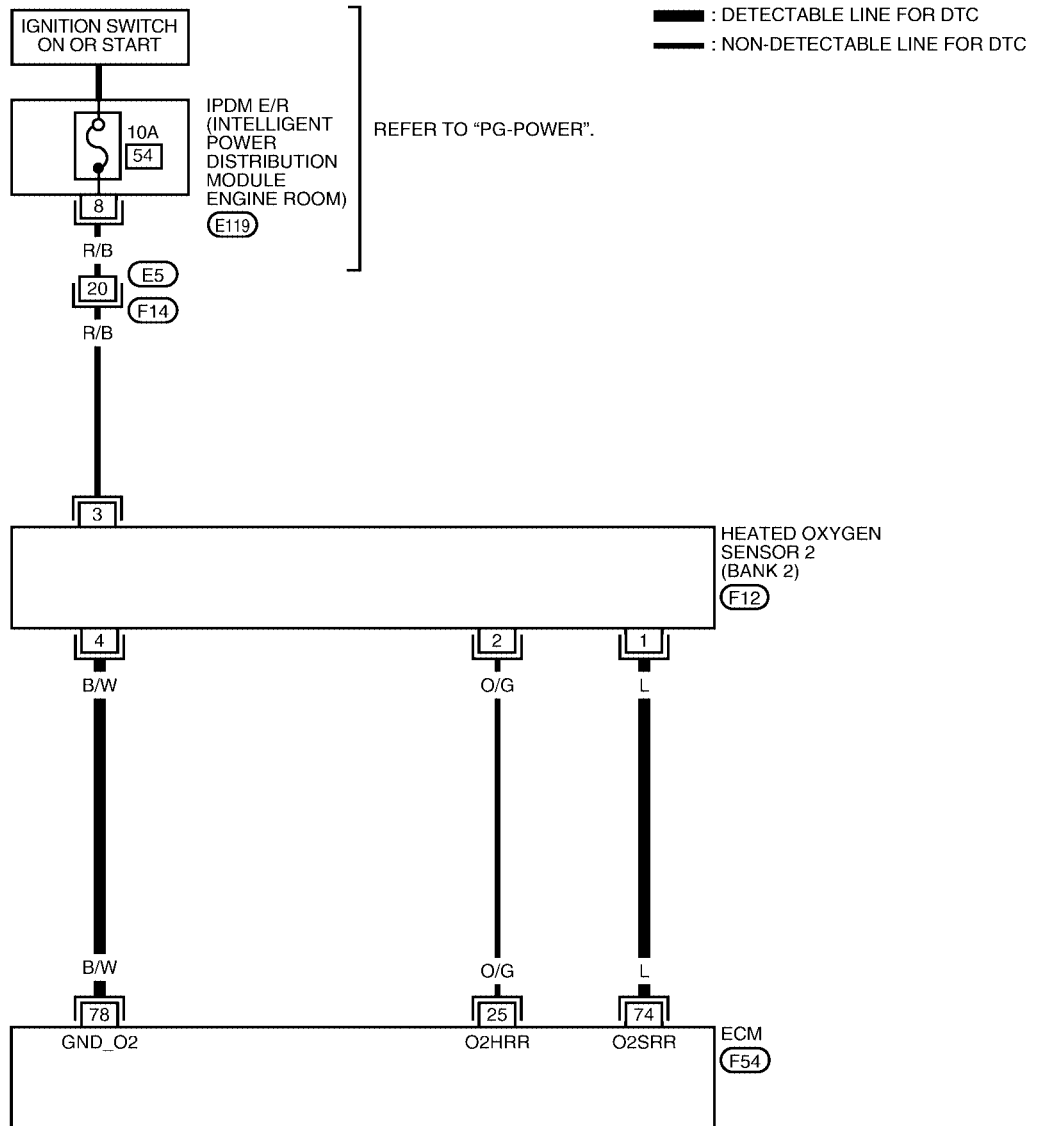 IGNITION SWITCH
ON OR START
: DETECTABLE LINE FOR DTC
: NON-DETECTABLE LINE FOR DTC
10A
54
IPDM E/R
(INTELLIGENT
POWER
DISTRIBUTION
MODULE
ENGINE ROOM)
E119
REFER TO “PG-POWER”.
8
R/B
20
E5
F14
R/B
3
HEATED OXYGEN
SENSOR 2
(BANK 2)
F12
4
2
1
B/W
O/G
L
B/W
O/G
L
78
25
74
GND_O2
O2HRR
O2SRR
ECM
F54